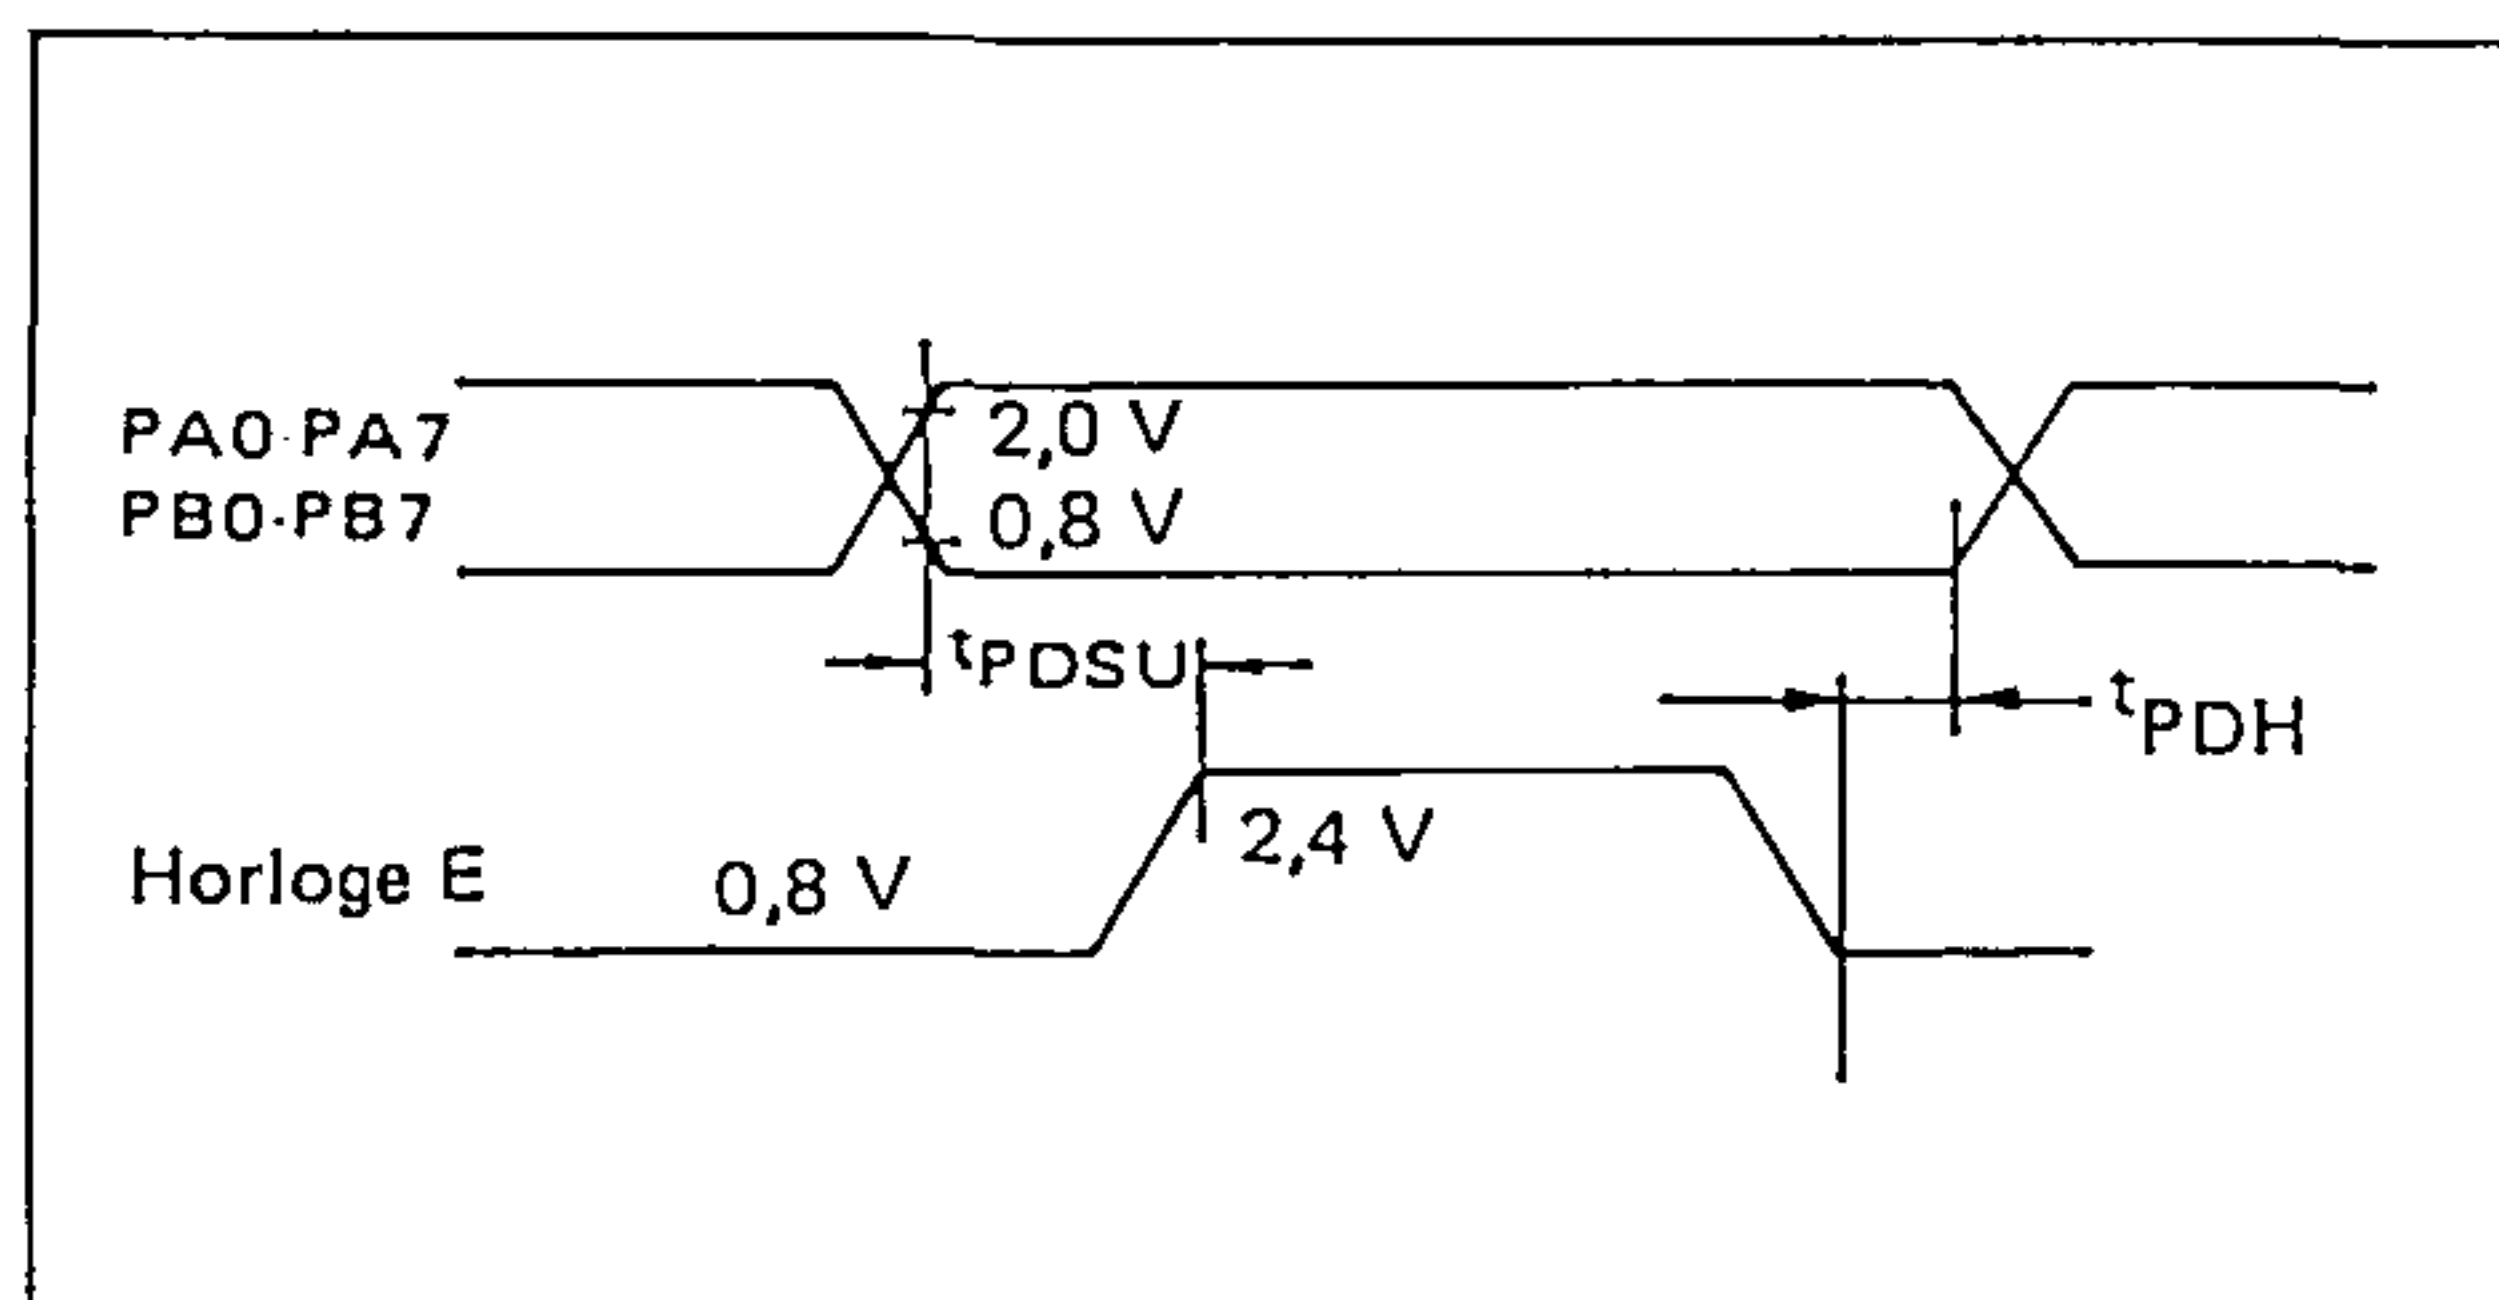 PA0-PA7
2,0 V
PB0-PB7
0,8 V
tPDSU
tPDH
Horloge E
0,8 V
2,4 V